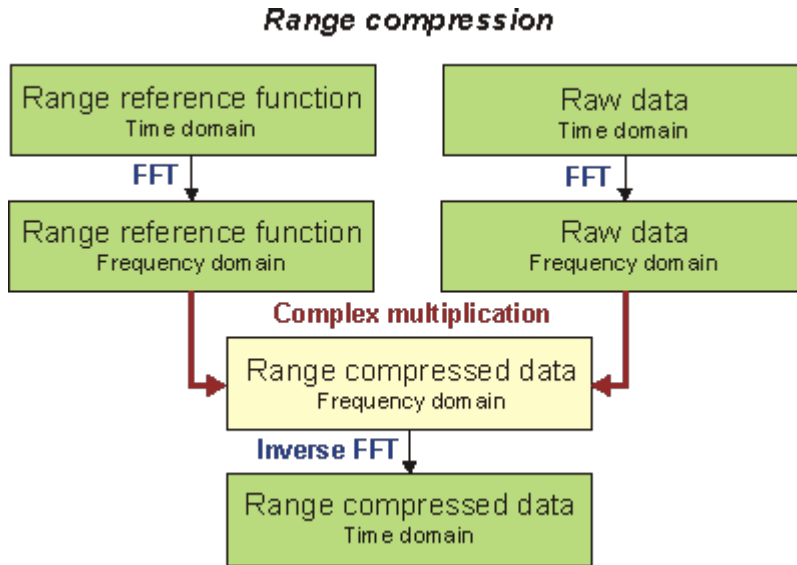 Range compression
Range reference function
Time domain
Raw data
Time domain
FFT
FFT
Range reference function
Frequency domain
Raw data
Frequency domain
Complex multiplication
Range compressed data
Frequency domain
Inverse FFT
Range compressed data
Time domain